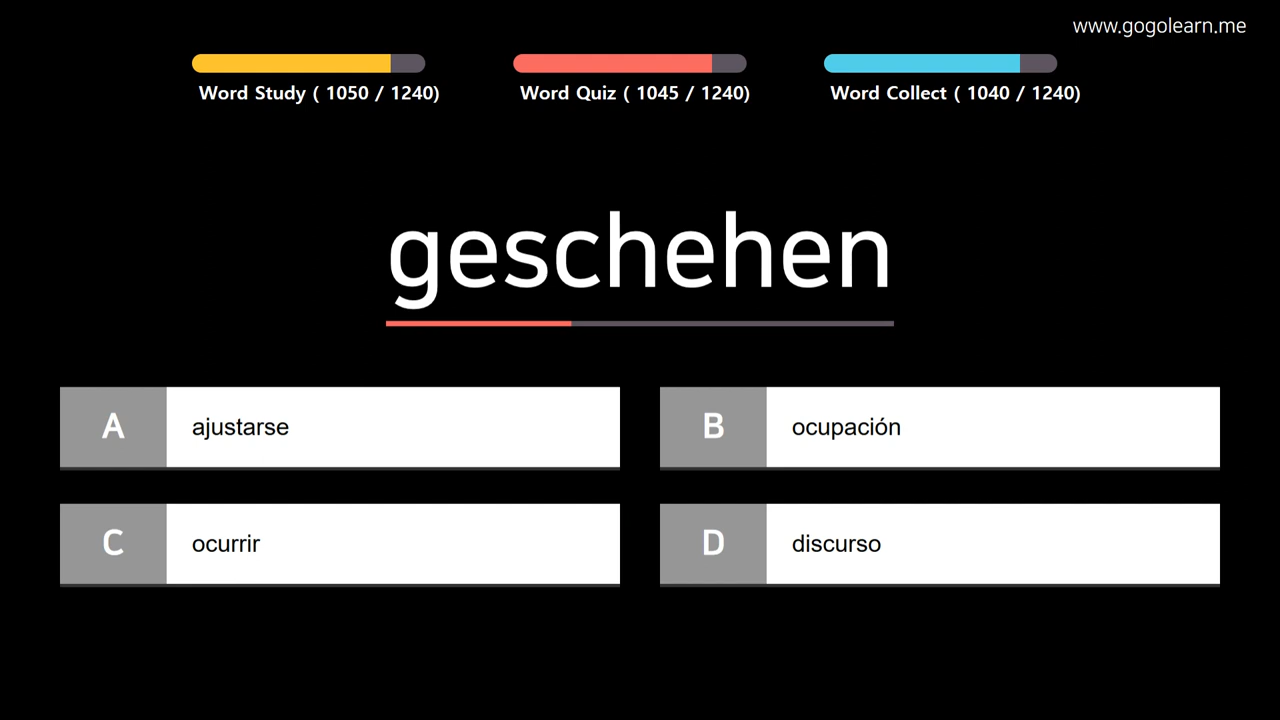 www.gogolearn.me
Word Study ( 1050 / 1240)
Word Quiz ( 1045 / 1240)
Word Collect ( 1040 / 1240)
geschehen
A
ajustarse
B
ocupación
C
ocurrir
D
discurso